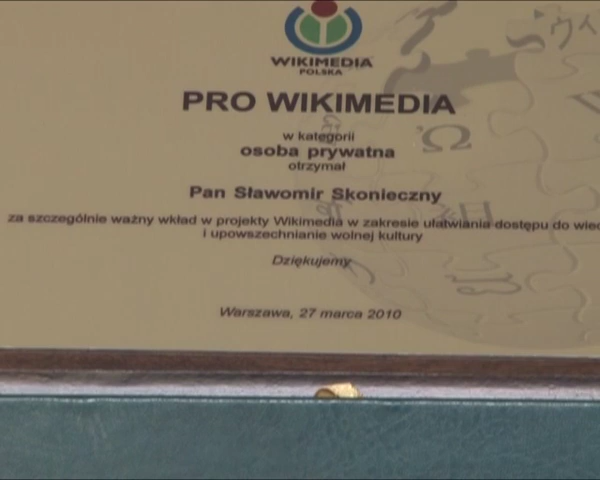 WIKIMEDIA
POLSKA
PRO WIKIMEDIA
w kategorii
osoba prywatna
otrzymał
Pan Sławomir Skonieczny
za szczególnie ważny wkład w projekty Wikimedia w zakresie ułatwiania dostępu do
i upowszechnianie wolnej kultury
Dziękujemy
Warszawa, 27 marca 2010